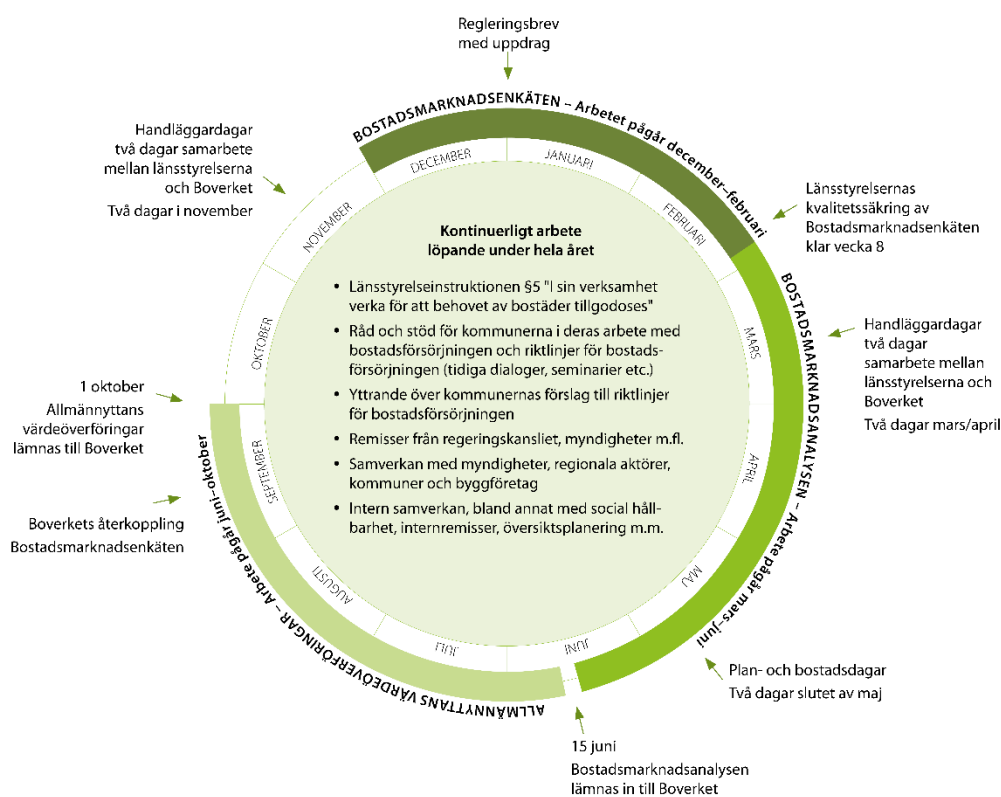 Regleringsbrev
med uppdrag
BOSTADSMARKNADSENKÄTEN – Arbetet pågår december–februari
Handläggardagar
två dagar samarbete
mellan länsstyrelserna
och Boverket
Två dagar i november
DECEMBER
JANUARI
FEBRUARI
MARS
APRIL
MAJ
JUNI
JULI
AUGUSTI
SEPTEMBER
OKTOBER
NOVEMBER
Länsstyrelsernas
kvalitetssäkring av
Bostadsmarknadsenkäten
klar vecka 8
Kontinuerligt arbete
löpande under hela året
• Länsstyrelseinstruktionen §5 "I sin verksamhet
verka för att behovet av bostäder tillgodoses"
• Råd och stöd för kommunerna i deras arbete med
bostadsförsörjningen och riktlinjer för bostads-
försörjningen (tidiga dialoger, seminarier etc.)
• Yttrande över kommunernas förslag till riktlinjer
för bostadsförsörjningen
• Remisser från regeringskansliet, myndigheter m.fl.
• Samverkan med myndigheter, regionala aktörer,
kommuner och byggföretag
• Intern samverkan, bland annat med social håll-
barhet, internremisser, översiktsplanering m.m.
BOSTADSMARKNADSANALYSEN – Arbete pågår mars–juni
Handläggardagar
två dagar
samarbete mellan
länsstyrelserna och
Boverket
Två dagar mars/april
Plan- och bostadsdagar
Två dagar slutet av maj
15 juni
Bostadsmarknadsanalysen
lämnas in till Boverket
ALLMÄNNYTTANS VÄRDEÖVERFÖRINGAR – Arbete pågår juni–oktober
Boverkets återkoppling
Bostadsmarknadsenkäten
1 oktober
Allmännyttans
värdeöverföringar
lämnas till Boverket